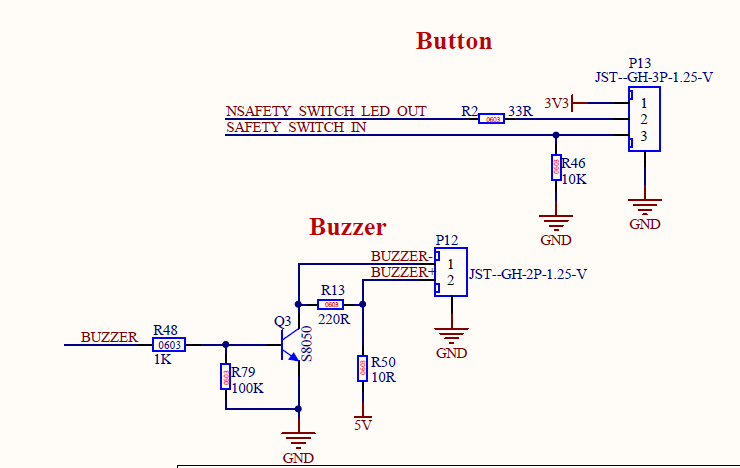 Button
P13
JST--GH-3P-1.25-V
3V3
1
NSAFETY SWITCH LED OUT
R2
0603
33R
2
SAFETY SWITCH IN
3
0603
R46
10K
GND
GND
Buzzer
P12
BUZZER-
1
BUZZER+
2
JST--GH-2P-1.25-V
R13
0603
220R
GND
BUZZER
R48
0603
1K
Q3
S8050
0603
R79
100K
0603
R50
10R
5V
GND